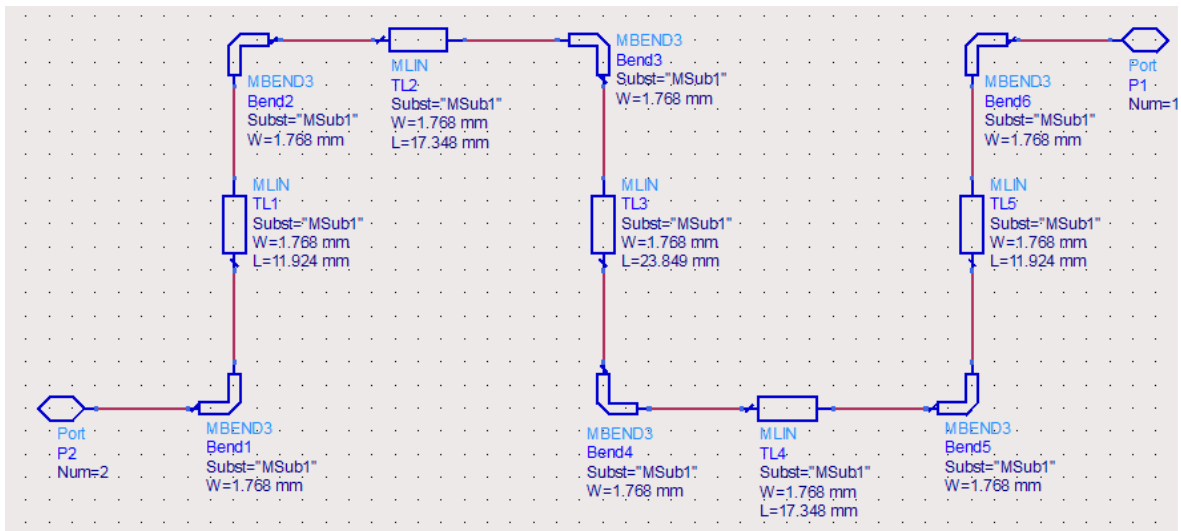 MBEND3
Bend2
Subst="MSub1"
W=1.768 mm
MLIN
TL2
Subst="MSub1"
W=1.768 mm
L=17.348 mm
MBEND3
Bend3
Subst="MSub1"
W=1.768 mm
MBEND3
Bend6
Subst="MSub1"
W=1.768 mm
Port
P1
Num=1
MLIN
TL1
Subst="MSub1"
W=1.768 mm
L=11.924 mm
MLIN
TL3
Subst="MSub1"
W=1.768 mm
L=23.849 mm
MLIN
TL5
Subst="MSub1"
W=1.768 mm
L=11.924 mm
Port
P2
Num=2
MBEND3
Bend1
Subst="MSub1"
W=1.768 mm
MBEND3
Bend4
Subst="MSub1"
W=1.768 mm
MLIN
TL4
Subst="MSub1"
W=1.768 mm
L=17.348 mm
MBEND3
Bend5
Subst="MSub1"
W=1.768 mm